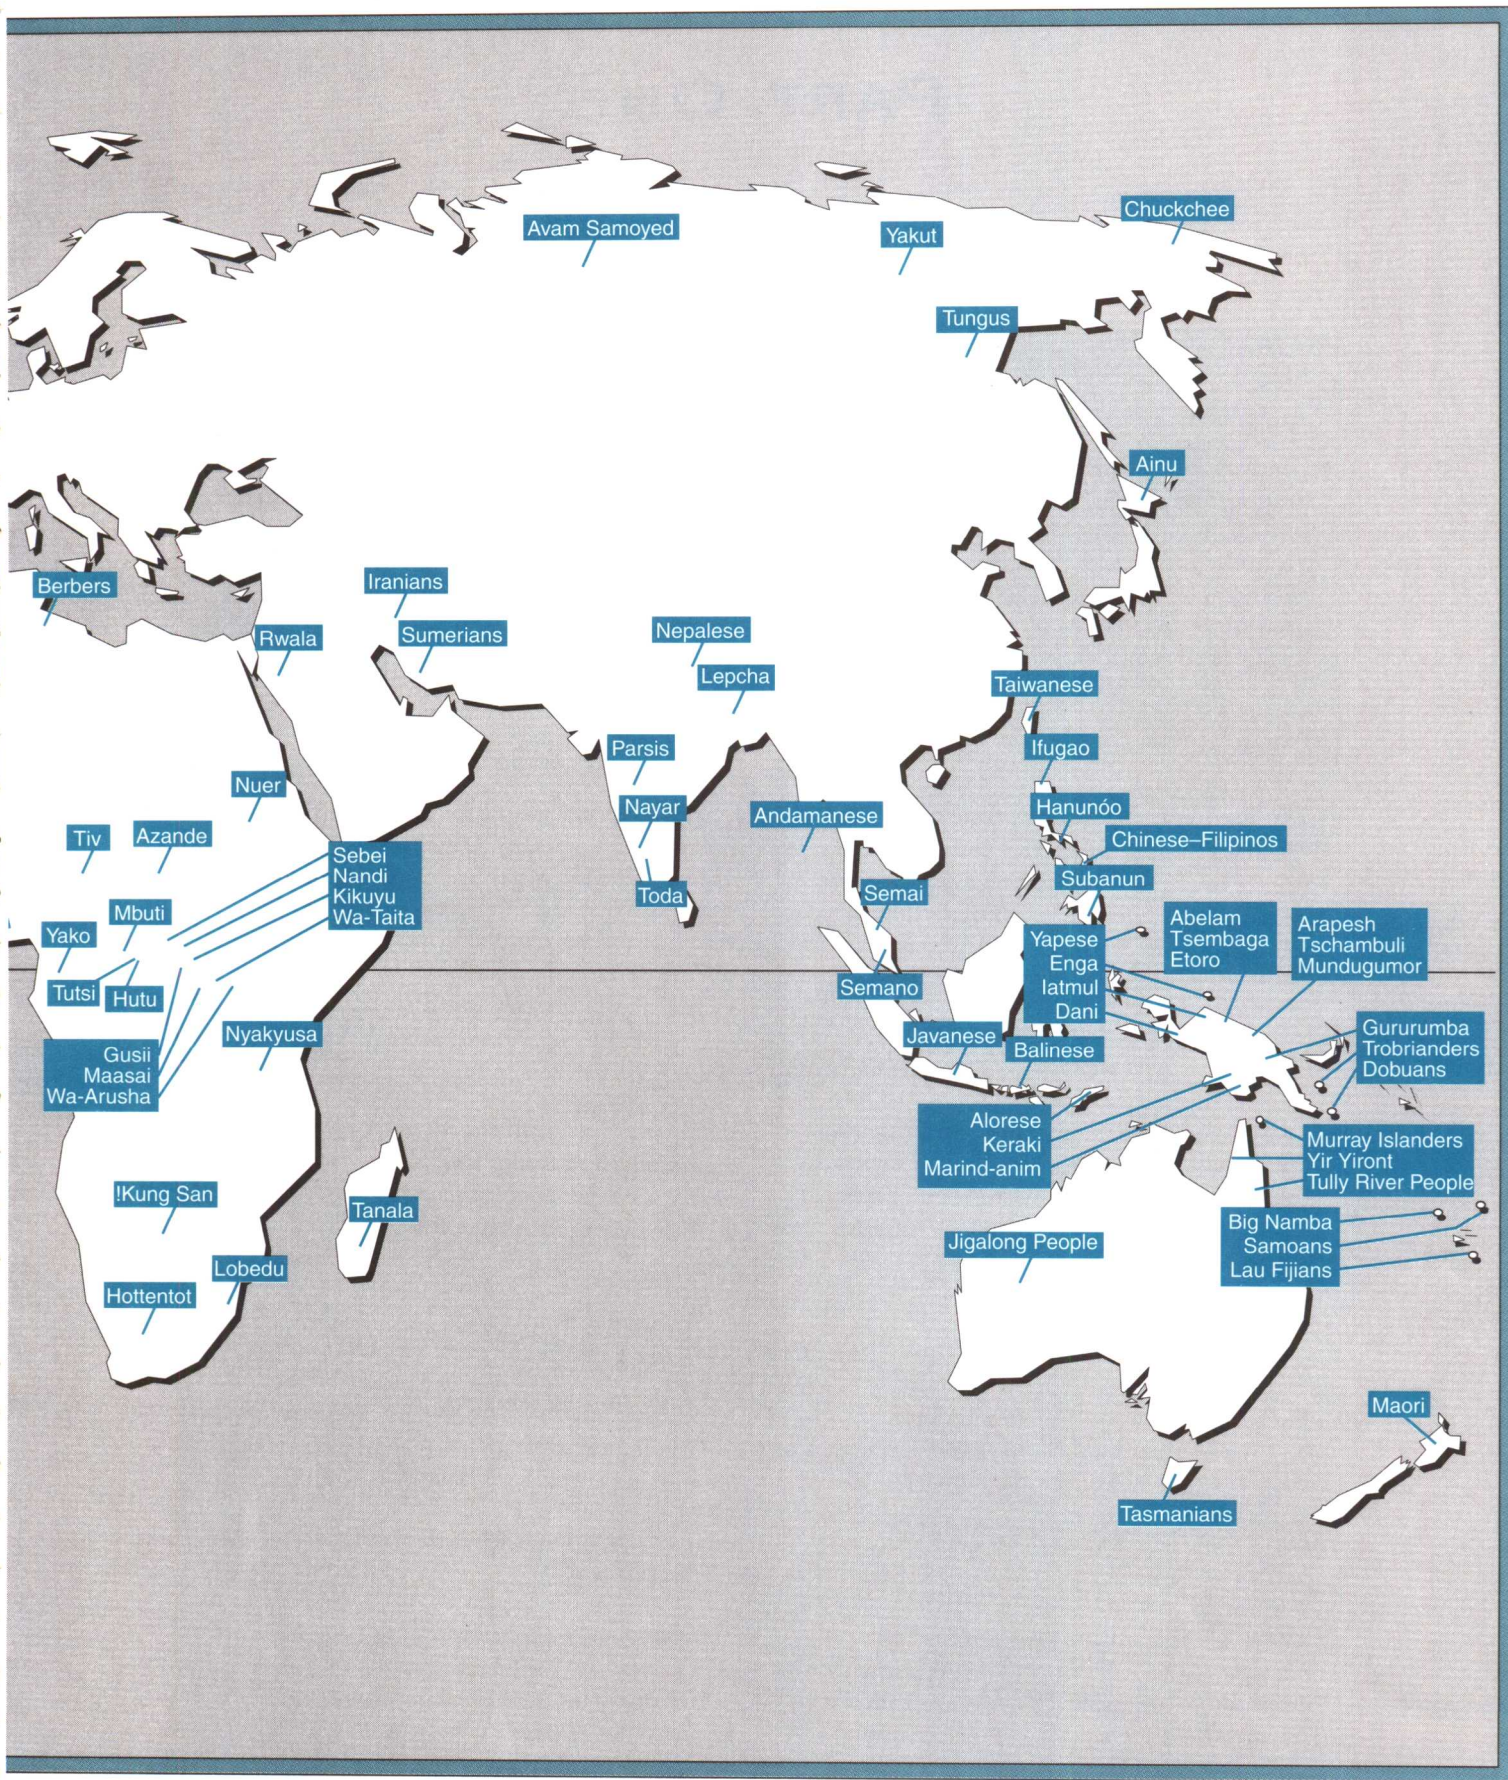 Chuckchee
Avam Samoyed
Yakut
Tungus
Ainu
Berbers
Iranians
Rwala
Sumerians
Nepalese
Lepcha
Taiwanese
Parsis
Ifugao
Nuer
Nayar
Andamanese
Hanunóo
Tiv
Azande
Chinese–Filipinos
Sebei
Nandi
Kikuyu
Wa-Taita
Toda
Semai
Subanun
Mbuti
Yako
Abelam
Tsembaga
Etoro
Arapesh
Tschambuli
Mundugumor
Yapese
Enga
Iatmul
Dani
Tutsi
Hutu
Semano
Nyakyusa
Javanese
Balinese
Gururumba
Trobrianders
Dobuans
Gusii
Maasai
Wa-Arusha
Alorese
Keraki
Marind-anim
Murray Islanders
Yir Yiront
Tully River People
!Kung San
Tanala
Big Namba
Samoans
Lau Fijians
Jigalong People
Lobedu
Hottentot
Maori
Tasmanians